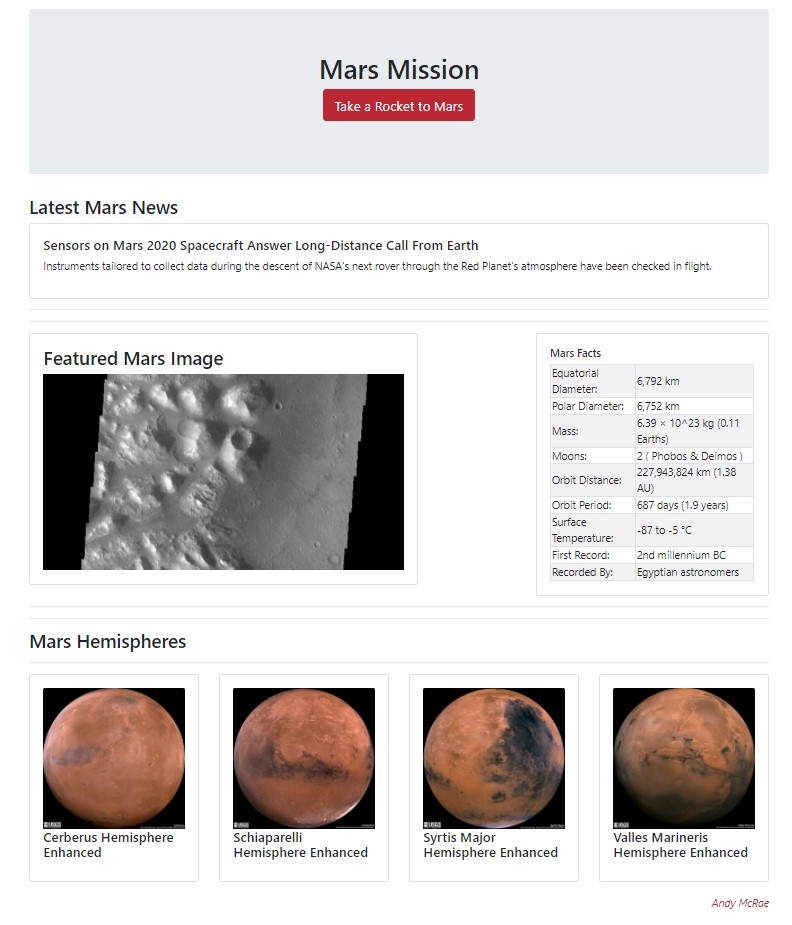 Mars Mission
Take a Rocket to Mars
Latest Mars News
Sensors on Mars 2020 Spacecraft Answer Long-Distance Call From Earth
Instruments tailored to collect data during the descent of NASA's next rover through the Red Planet's atmosphere have been checked in flight.
Featured Mars Image
Mars Facts
Equatorial
Diameter:
6,792 km
Polar Diameter:
6,752 km
Mass:
6.39 × 10^23 kg (0.11
Earths)
Moons:
2 ( Phobos & Deimos )
Orbit Distance:
227,943,824 km (1.38
AU)
Orbit Period:
687 days (1.9 years)
Surface
Temperature:
-87 to -5 °C
First Record:
2nd millennium BC
Recorded By:
Egyptian astronomers
Mars Hemispheres
USGS
USGS
USGS
USGS
Cerberus Hemisphere
Enhanced
Schiaparelli
Hemisphere Enhanced
Syrtis Major
Hemisphere Enhanced
Valles Marineris
Hemisphere Enhanced
Andy McRae